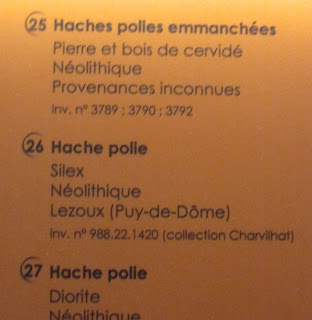 25 Haches polies emmanchées
Pierre et bois de cervidé
Néolithique
Provenances inconnues
Inv. n° 3789 ; 3790 ; 3792
26 Hache polie
Silex
Néolithique
Lezoux (Puy-de-Dôme)
Inv. n° 988.22.1420 (collection Charvilhat)
27 Hache polie
Diorite
Néolithique